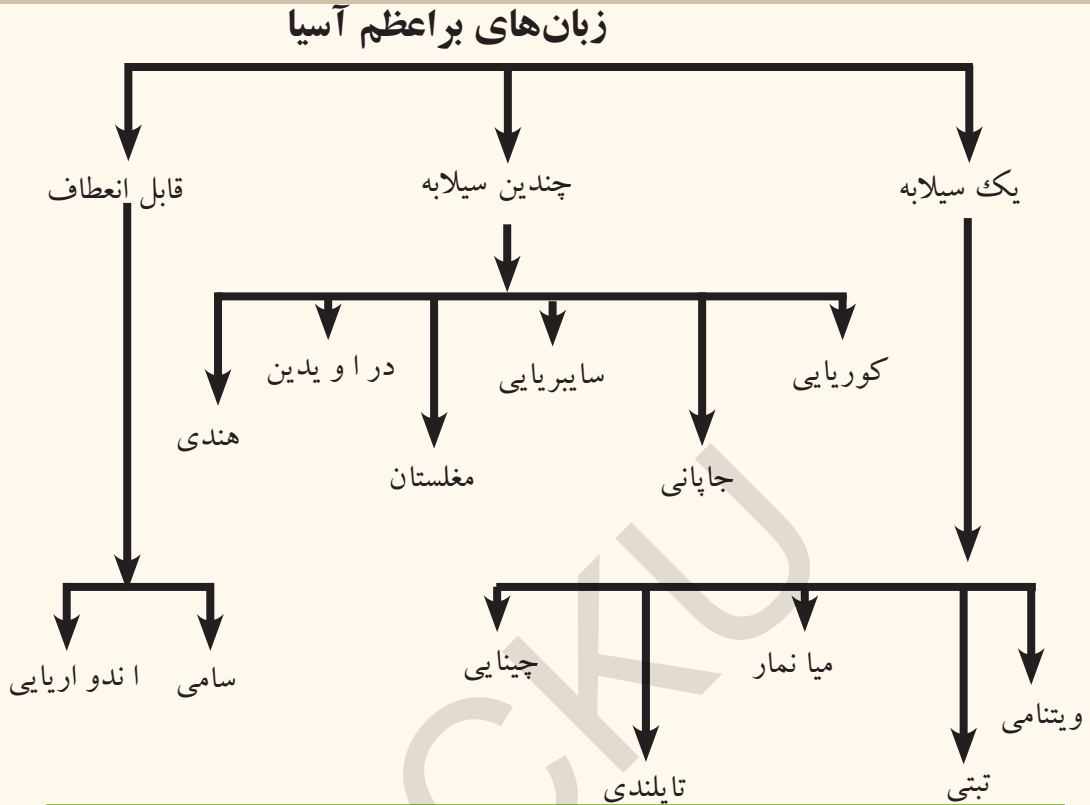 زبان‌های براعظم آسیا
یک سیلابه
چندین سیلابه
قابل انعطاف
کوریایی
سایبریایی
در ا و یدین
هندی
جاپانی
مغلستان
ویتنامی
میا نمار
چینایی
سامی
ا ندو اریایی
تبتی
تایلندی
CKU